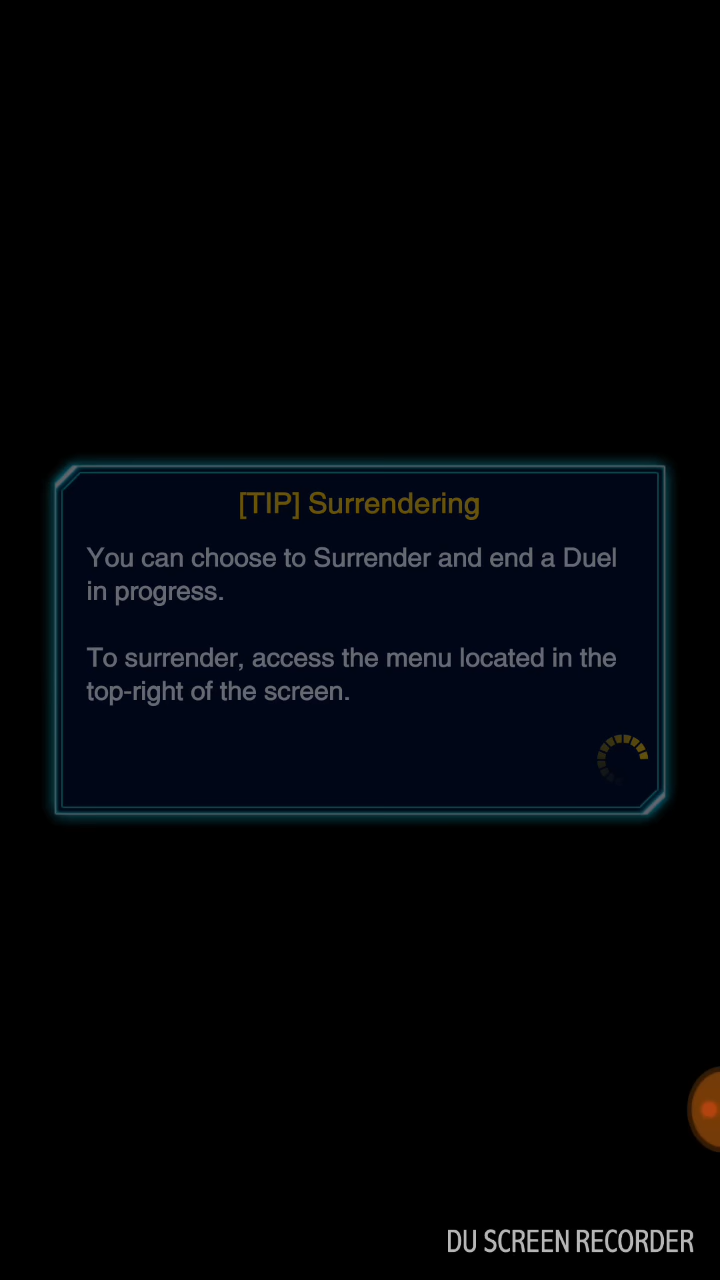 [TIP] Surrendering
You can choose to Surrender and end a Duel
in progress.
To surrender, access the menu located in the
top-right of the screen.
DU SCREEN RECORDER